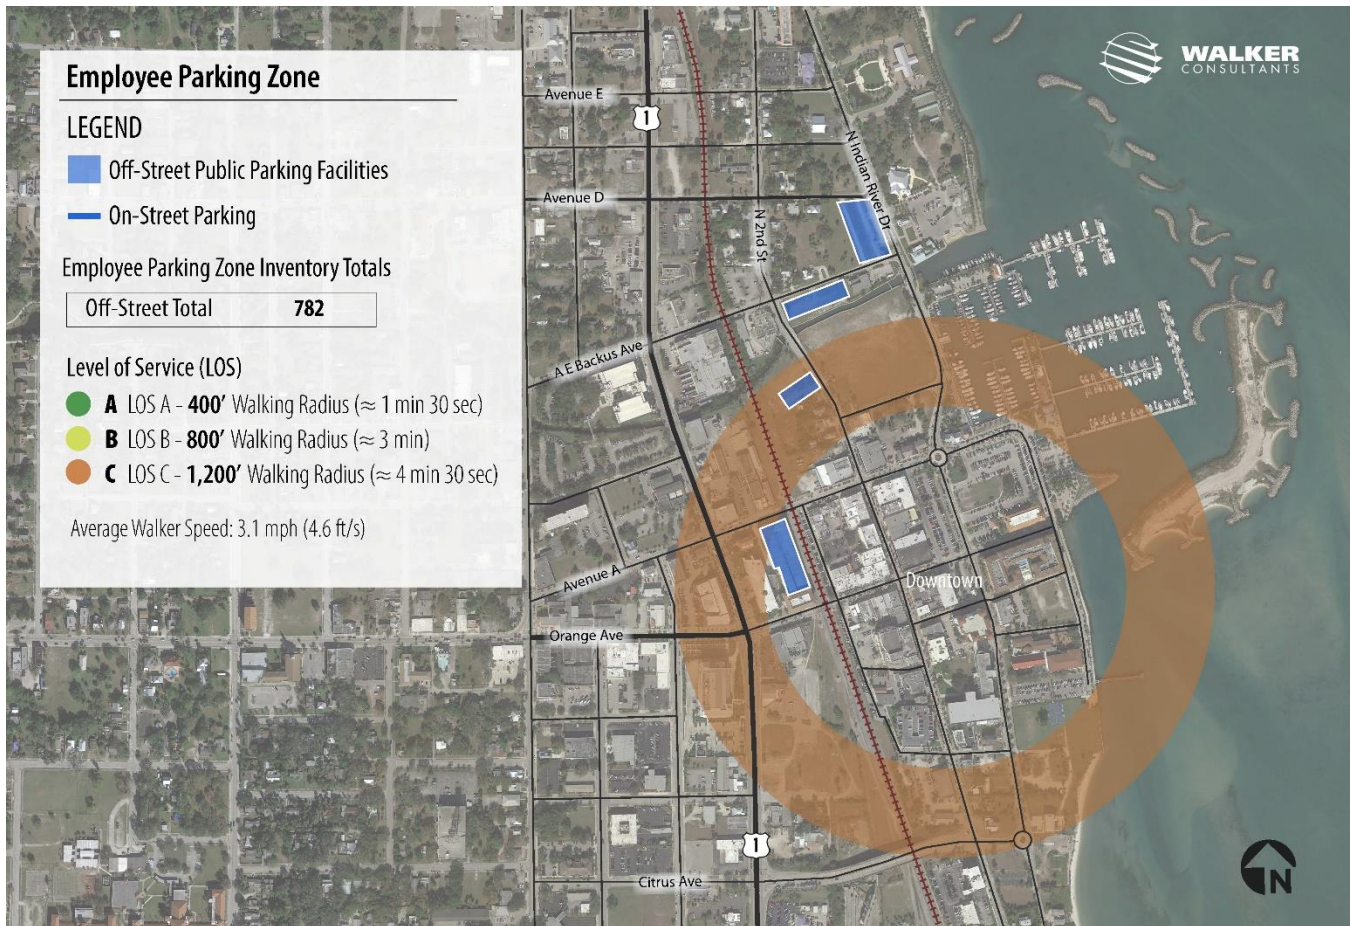 Employee Parking Zone
LEGEND
Off-Street Public Parking Facilities
On-Street Parking
Employee Parking Zone Inventory Totals
Off-Street Total 782
Level of Service (LOS)
A LOS A - 400' Walking Radius (≈ 1 min 30 sec)
B LOS B - 800' Walking Radius (≈ 3 min)
C LOS C - 1,200' Walking Radius (≈ 4 min 30 sec)
Average Walker Speed: 3.1 mph (4.6 ft/s)
WALKER
CONSULTANTS
Avenue E
1
N Indian River Dr
Avenue D
N 2nd St
A E Backus Ave
Avenue A
Downtown
Orange Ave
1
Citrus Ave
N